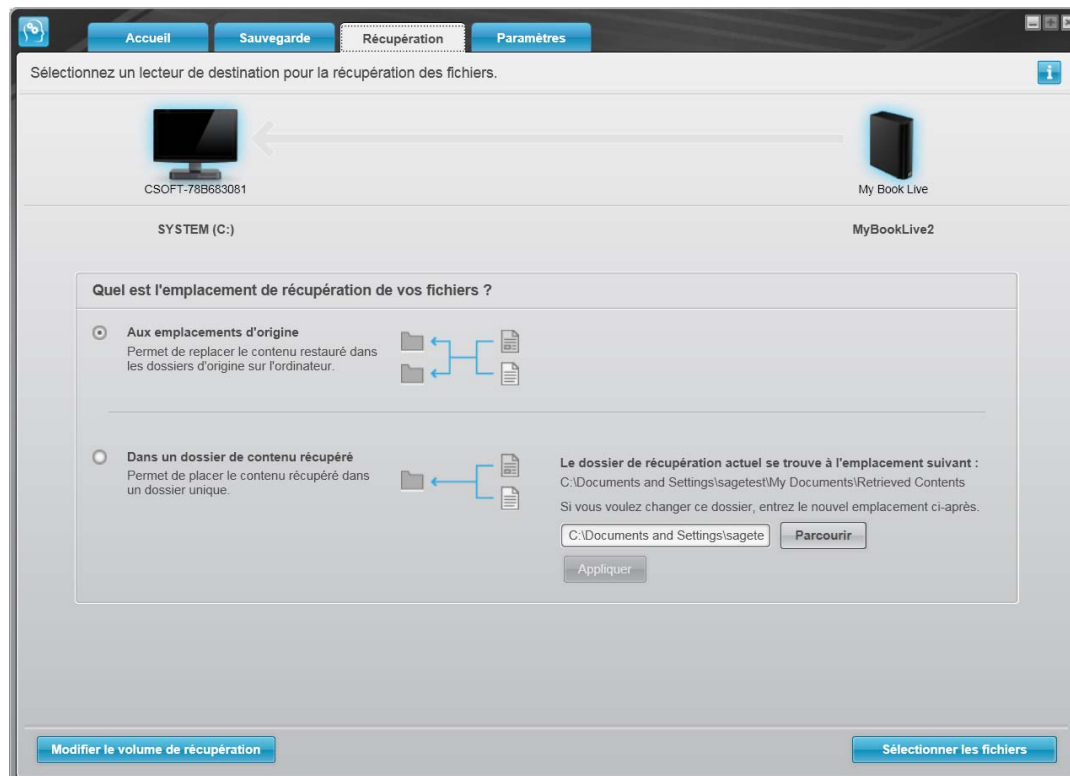 Accueil
Sauvegarde
Récupération
Paramètres
Sélectionnez un lecteur de destination pour la récupération des fichiers.
i
CSOFT-78B683081
My Book Live
SYSTEM (C:)
MyBookLive2
Quel est l'emplacement de récupération de vos fichiers ?
Aux emplacements d'origine
Permet de replacer le contenu restauré dans
les dossiers d'origine sur l'ordinateur.
Dans un dossier de contenu récupéré
Permet de placer le contenu récupéré dans
un dossier unique.
Le dossier de récupération actuel se trouve à l'emplacement suivant :
C:\Documents and Settings\sagetest\My Documents\Retrieved Contents
Si vous voulez changer ce dossier, entrez le nouvel emplacement ci-après.
C:\Documents and Settings\sagete
Parcourir
Appliquer
Modifier le volume de récupération
Sélectionner les fichiers